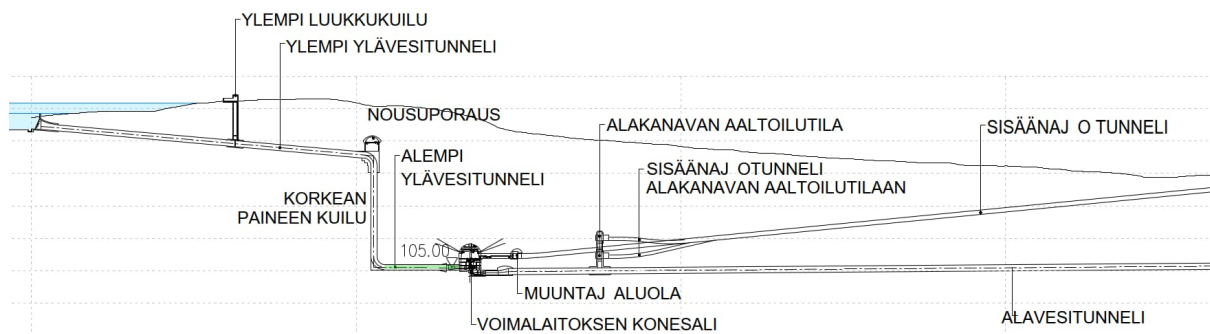 YLEMPI LUUKKUKUILU
YLEMPI YLÄVESITUNNELI
NOUSUPORAUS
ALAKANAVAN AALTOILUTILA
SISÄÄNAJ O TUNNELI
ALEMPI
YLÄVESITUNNELI
SISÄÄNAJ OTUNNELI
ALAKANAVAN AALTOILUTILAAN
KORKEAN
PAINEEN KUILU
105.00
MUUNTAJ ALUOLA
VOIMALAITOKSEN KONESALI
ALAVESITUNNELI